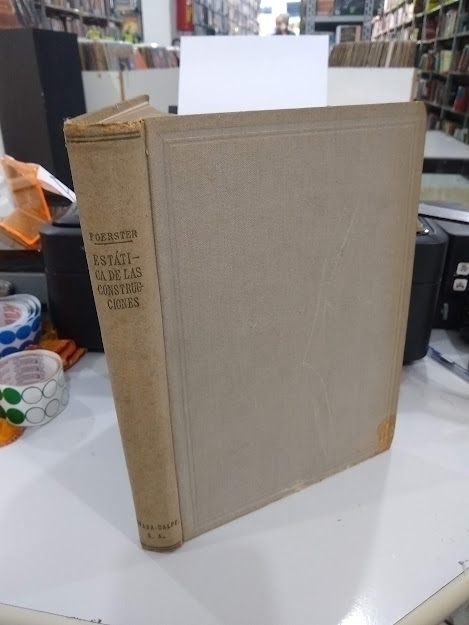 FOERSTER
ESTÁTI-
CA DE LAS
CONSTRUC-
CIONES
ESPASA-CALPE
S. A.